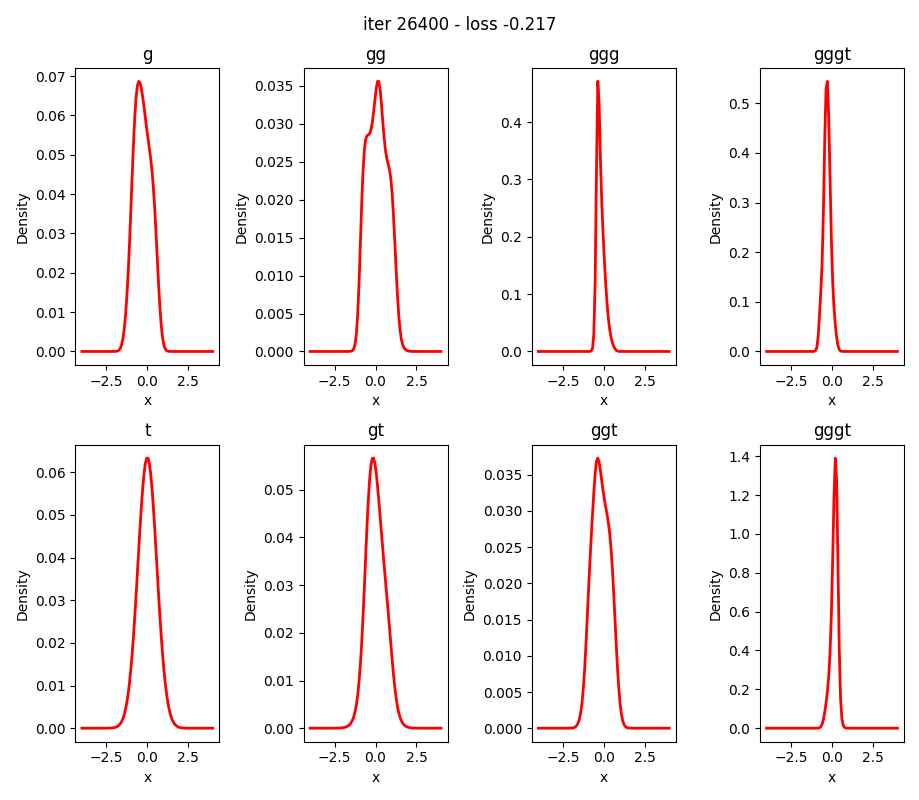 iter 26400 - loss -0.217
g
gg
ggg
gggt
0.07
0.06
0.05
0.04
0.03
0.02
0.01
0.00
Density
−2.5 0.0 2.5
x
0.035
0.030
0.025
0.020
0.015
0.010
0.005
0.000
Density
−2.5 0.0 2.5
x
0.4
0.3
0.2
0.1
0.0
Density
−2.5 0.0 2.5
x
0.5
0.4
0.3
0.2
0.1
0.0
Density
−2.5 0.0 2.5
x
t
gt
ggt
gggt
0.06
0.05
0.04
0.03
0.02
0.01
0.00
Density
−2.5 0.0 2.5
x
0.05
0.04
0.03
0.02
0.01
0.00
Density
−2.5 0.0 2.5
x
0.035
0.030
0.025
0.020
0.015
0.010
0.005
0.000
Density
−2.5 0.0 2.5
x
1.4
1.2
1.0
0.8
0.6
0.4
0.2
0.0
Density
−2.5 0.0 2.5
x